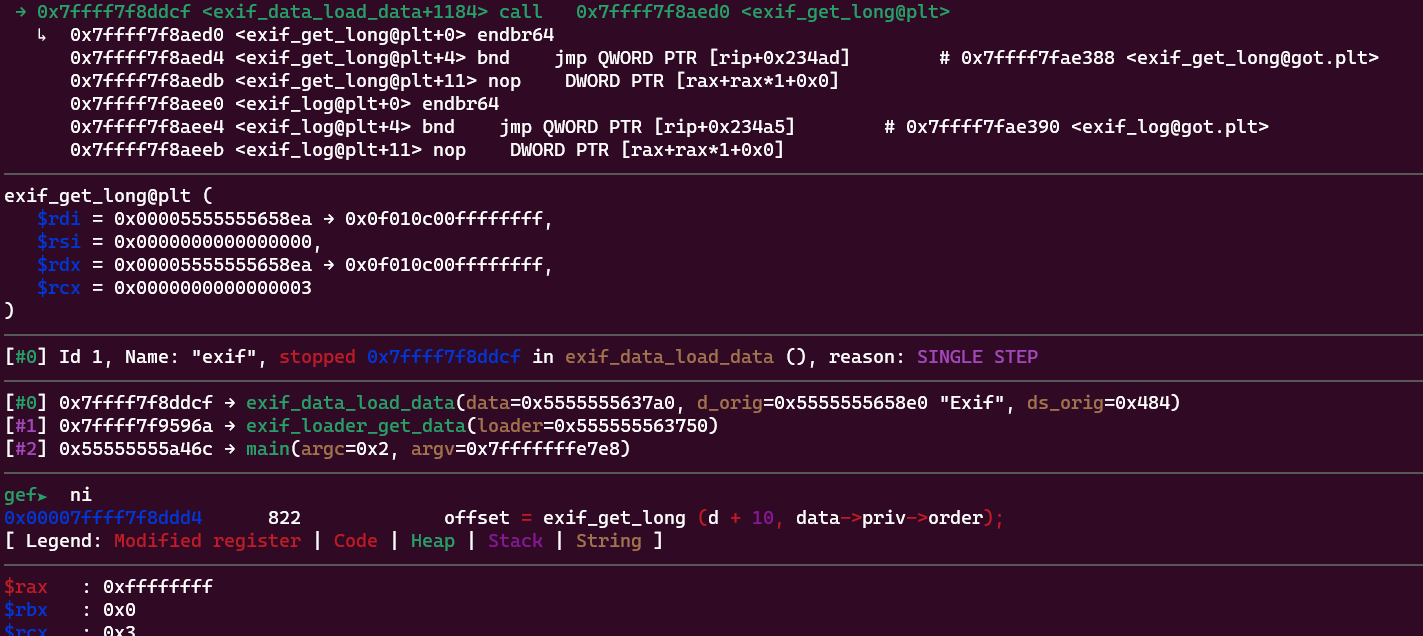 → 0x7ffff7f8ddcf <exif_data_load_data+1184> call   0x7ffff7f8aed0 <exif_get_long@plt>
↳  0x7ffff7f8aed0 <exif_get_long@plt+0> endbr64
0x7ffff7f8aed4 <exif_get_long@plt+4> bnd    jmp QWORD PTR [rip+0x234ad]        # 0x7ffff7fae388 <exif_get_long@got.plt>
0x7ffff7f8aedb <exif_get_long@plt+11> nop    DWORD PTR [rax+rax*1+0x0]
0x7ffff7f8aee0 <exif_log@plt+0> endbr64
0x7ffff7f8aee4 <exif_log@plt+4> bnd    jmp QWORD PTR [rip+0x234a5]        # 0x7ffff7fae390 <exif_log@got.plt>
0x7ffff7f8aeeb <exif_log@plt+11> nop    DWORD PTR [rax+rax*1+0x0]
exif_get_long@plt (
$rdi = 0x00005555555658ea → 0x0f010c00ffffffff,
$rsi = 0x0000000000000000,
$rdx = 0x00005555555658ea → 0x0f010c00ffffffff,
$rcx = 0x0000000000000003
)
[#0] Id 1, Name: "exif", stopped 0x7ffff7f8ddcf in exif_data_load_data (), reason: SINGLE STEP
[#0] 0x7ffff7f8ddcf → exif_data_load_data(data=0x5555555637a0, d_orig=0x5555555658e0 "Exif", ds_orig=0x484)
[#1] 0x7ffff7f9596a → exif_loader_get_data(loader=0x555555563750)
[#2] 0x55555555a46c → main(argc=0x2, argv=0x7fffffffe7e8)
gef➤  ni
0x00007ffff7f8ddd4      822             offset = exif_get_long (d + 10, data->priv->order);
[ Legend: Modified register | Code | Heap | Stack | String ]
$rax   : 0xffffffff
$rbx   : 0x0
$rcx   : 0x3